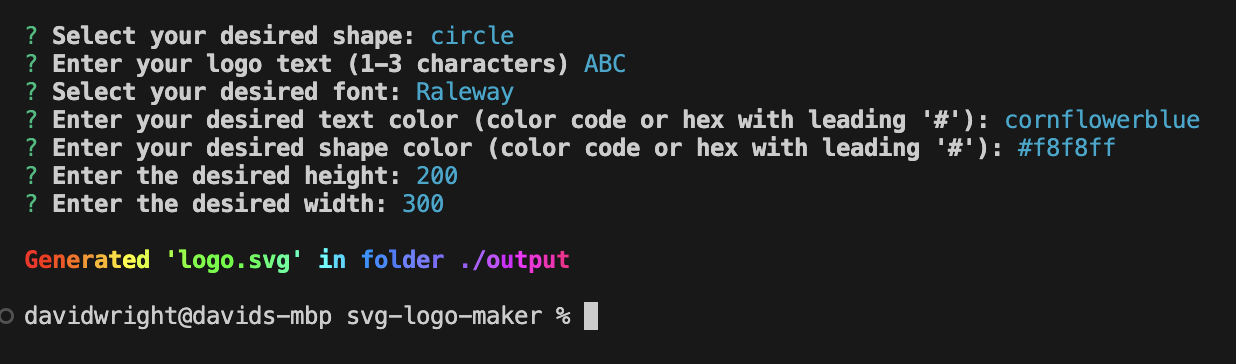 ? Select your desired shape: circle
? Enter your logo text (1-3 characters) ABC
? Select your desired font: Raleway
? Enter your desired text color (color code or hex with leading '#'): cornflowerblue
? Enter your desired shape color (color code or hex with leading '#'): #f8f8ff
? Enter the desired height: 200
? Enter the desired width: 300
Generated 'logo.svg' in folder ./output
davidwright@davids-mbp svg-logo-maker %